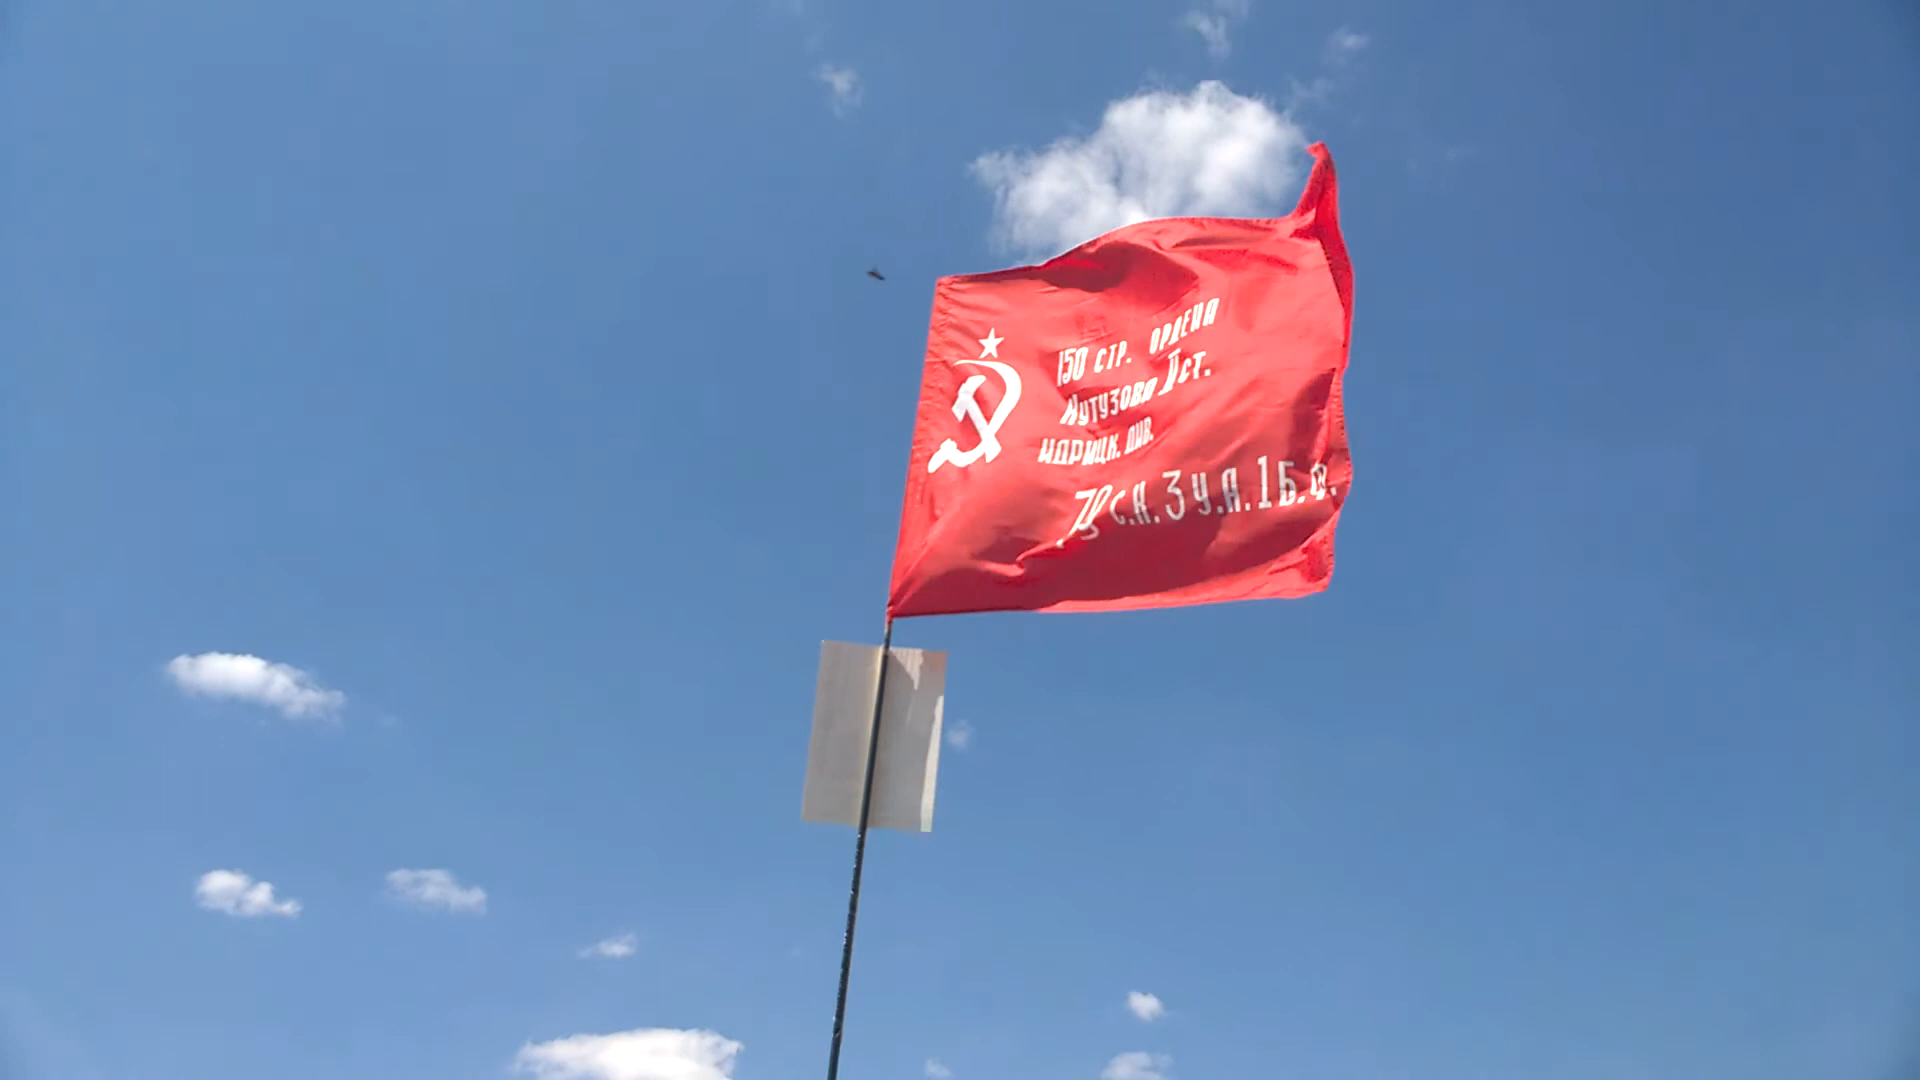 150 СТР. ОРДЕНА
КУТУЗОВА II СТ.
ИДРИЦК. ДИВ.
79 С.К. 3 У.А. 1 Б.Ф.